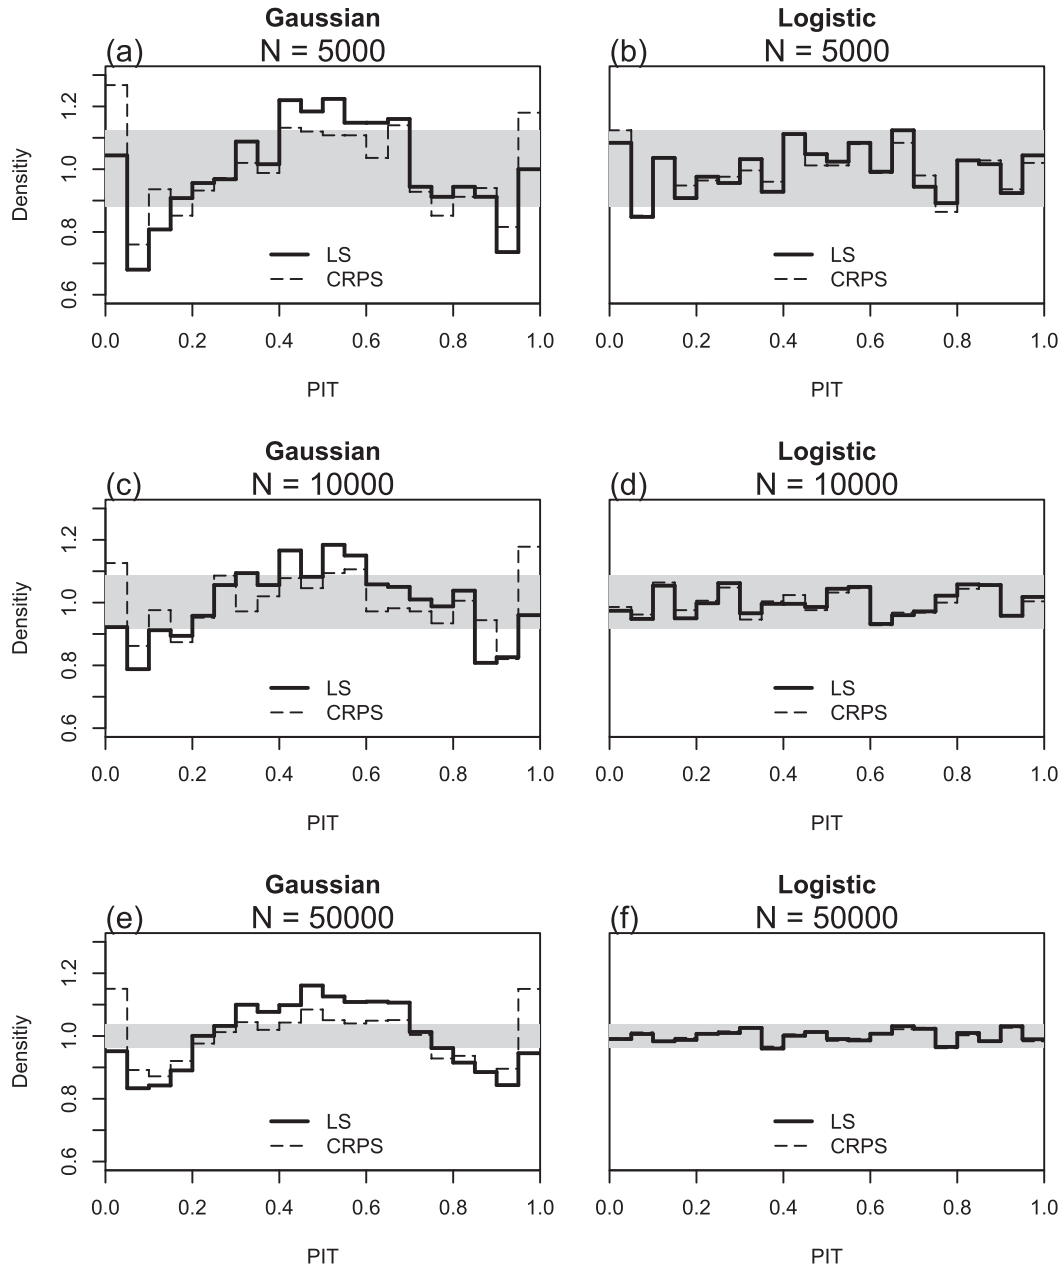 Gaussian
(a) N = 5000
Densitiy
0.6 0.8 1.0 1.2
LS
CRPS
0.0 0.2 0.4 0.6 0.8 1.0
PIT
Logistic
(b) N = 5000
LS
CRPS
0.0 0.2 0.4 0.6 0.8 1.0
PIT
Gaussian
(c) N = 10000
Densitiy
0.6 0.8 1.0 1.2
LS
CRPS
0.0 0.2 0.4 0.6 0.8 1.0
PIT
Logistic
(d) N = 10000
LS
CRPS
0.0 0.2 0.4 0.6 0.8 1.0
PIT
Gaussian
(e) N = 50000
Densitiy
0.6 0.8 1.0 1.2
LS
CRPS
0.0 0.2 0.4 0.6 0.8 1.0
PIT
Logistic
(f) N = 50000
LS
CRPS
0.0 0.2 0.4 0.6 0.8 1.0
PIT